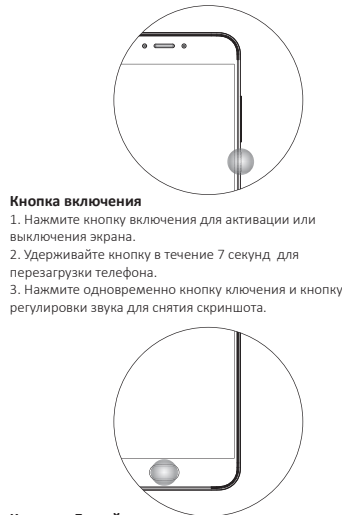 Кнопка включения
1. Нажмите кнопку включения для активации или
выключения экрана.
2. Удерживайте кнопку в течение 7 секунд для
перезагрузки телефона.
3. Нажмите одновременно кнопку ключения и кнопку
регулировки звука для снятия скриншота.